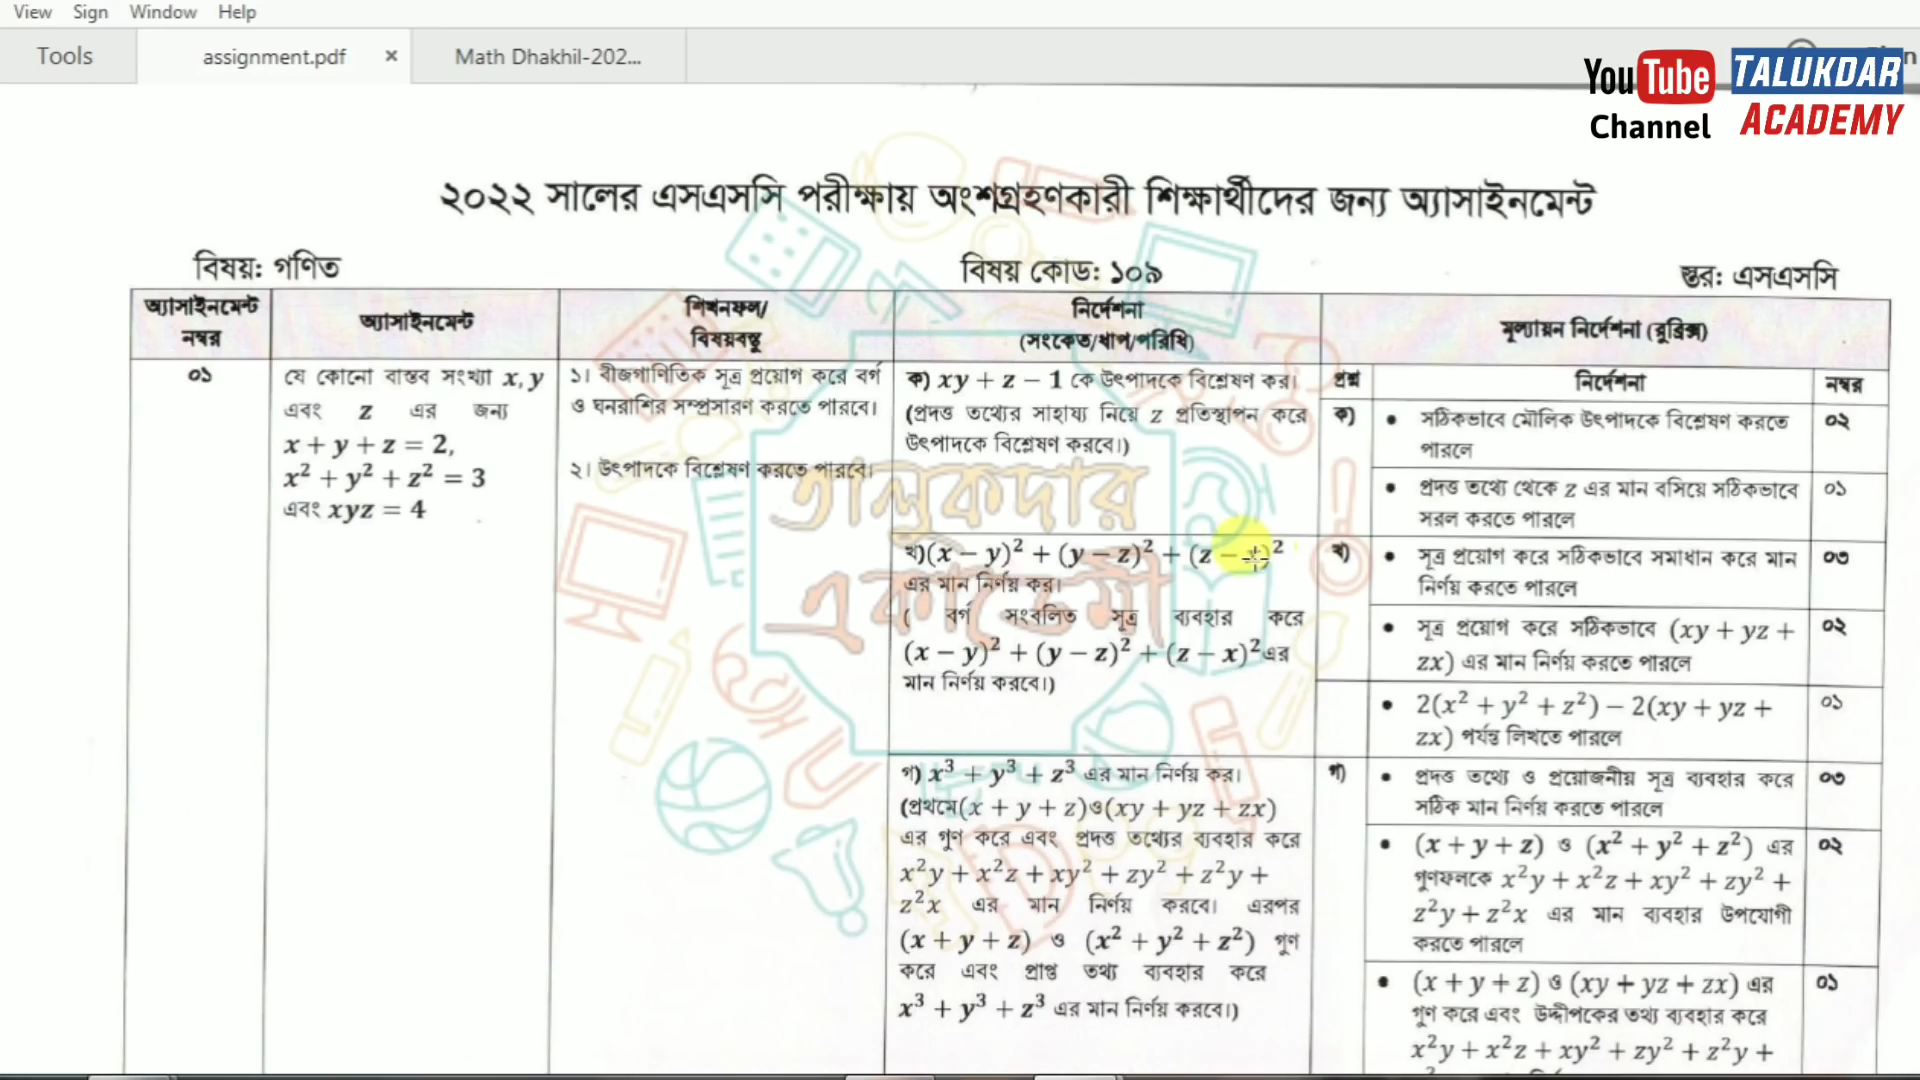 View Sign Window Help
Tools
assignment.pdf ×
Math Dhakhil-202...
YouTube Channel
TALUKDAR ACADEMY
২০২২ সালের এসএসসি পরীক্ষায় অংশগ্রহণকারী শিক্ষার্থীদের জন্য অ্যাসাইনমেন্ট
বিষয়: গণিত
বিষয় কোড: ১০৯
স্তর: এসএসসি
অ্যাসাইনমেন্ট
নম্বর
অ্যাসাইনমেন্ট
শিখনফল/
বিষয়বস্তু
নির্দেশনা
(সংকেত/ধাপ/পরিধি)
মূল্যায়ন নির্দেশনা (রুব্রিক্স)
০১
যে কোনো বাস্তব সংখ্যা x, y
এবং z এর জন্য
x + y + z = 2,
x² + y² + z² = 3
এবং xyz = 4
১। বীজগাণিতিক সূত্র প্রয়োগ করে বর্গ
ও ঘনরাশির সম্প্রসারণ করতে পারবে।
২। উৎপাদকে বিশ্লেষণ করতে পারবে।
ক) xy + z − 1 কে উৎপাদকে বিশ্লেষণ কর।
(প্রদত্ত তথ্যের সাহায্য নিয়ে z প্রতিস্থাপন করে
উৎপাদকে বিশ্লেষণ করবে।)
খ)(x − y)² + (y − z)² + (z − x)²
এর মান নির্ণয় কর।
( বর্গ সংবলিত সূত্র ব্যবহার করে
(x − y)² + (y − z)² + (z − x)²এর
মান নির্ণয় করবে।)
গ) x³ + y³ + z³ এর মান নির্ণয় কর।
(প্রথমে(x + y + z)ও(xy + yz + zx)
এর গুণ করে এবং প্রদত্ত তথ্যের ব্যবহার করে
x²y + x²z + xy² + zy² + z²y +
z²x এর মান নির্ণয় করবে। এরপর
(x + y + z) ও (x² + y² + z²) গুণ
করে এবং প্রাপ্ত তথ্য ব্যবহার করে
x³ + y³ + z³ এর মান নির্ণয় করবে।)
প্রশ্ন নির্দেশনা নম্বর
ক) • সঠিকভাবে মৌলিক উৎপাদকে বিশ্লেষণ করতে ০২
পারলে
• প্রদত্ত তথ্যে থেকে z এর মান বসিয়ে সঠিকভাবে ০১
সরল করতে পারলে
খ) • সূত্র প্রয়োগ করে সঠিকভাবে সমাধান করে মান ০৩
নির্ণয় করতে পারলে
• সূত্র প্রয়োগ করে সঠিকভাবে (xy + yz + ০২
zx) এর মান নির্ণয় করতে পারলে
• 2(x² + y² + z²) − 2(xy + yz + ০১
zx) পর্যন্ত লিখতে পারলে
গ) • প্রদত্ত তথ্যে ও প্রয়োজনীয় সূত্র ব্যবহার করে ০৩
সঠিক মান নির্ণয় করতে পারলে
• (x + y + z) ও (x² + y² + z²) এর ০২
গুণফলকে x²y + x²z + xy² + zy² +
z²y + z²x এর মান ব্যবহার উপযোগী
করতে পারলে
• (x + y + z) ও (xy + yz + zx) এর ০১
গুণ করে এবং উদ্দীপকের তথ্য ব্যবহার করে
x²y + x²z + xy² + zy² + z²y +
তালুকদার
একাডেমী